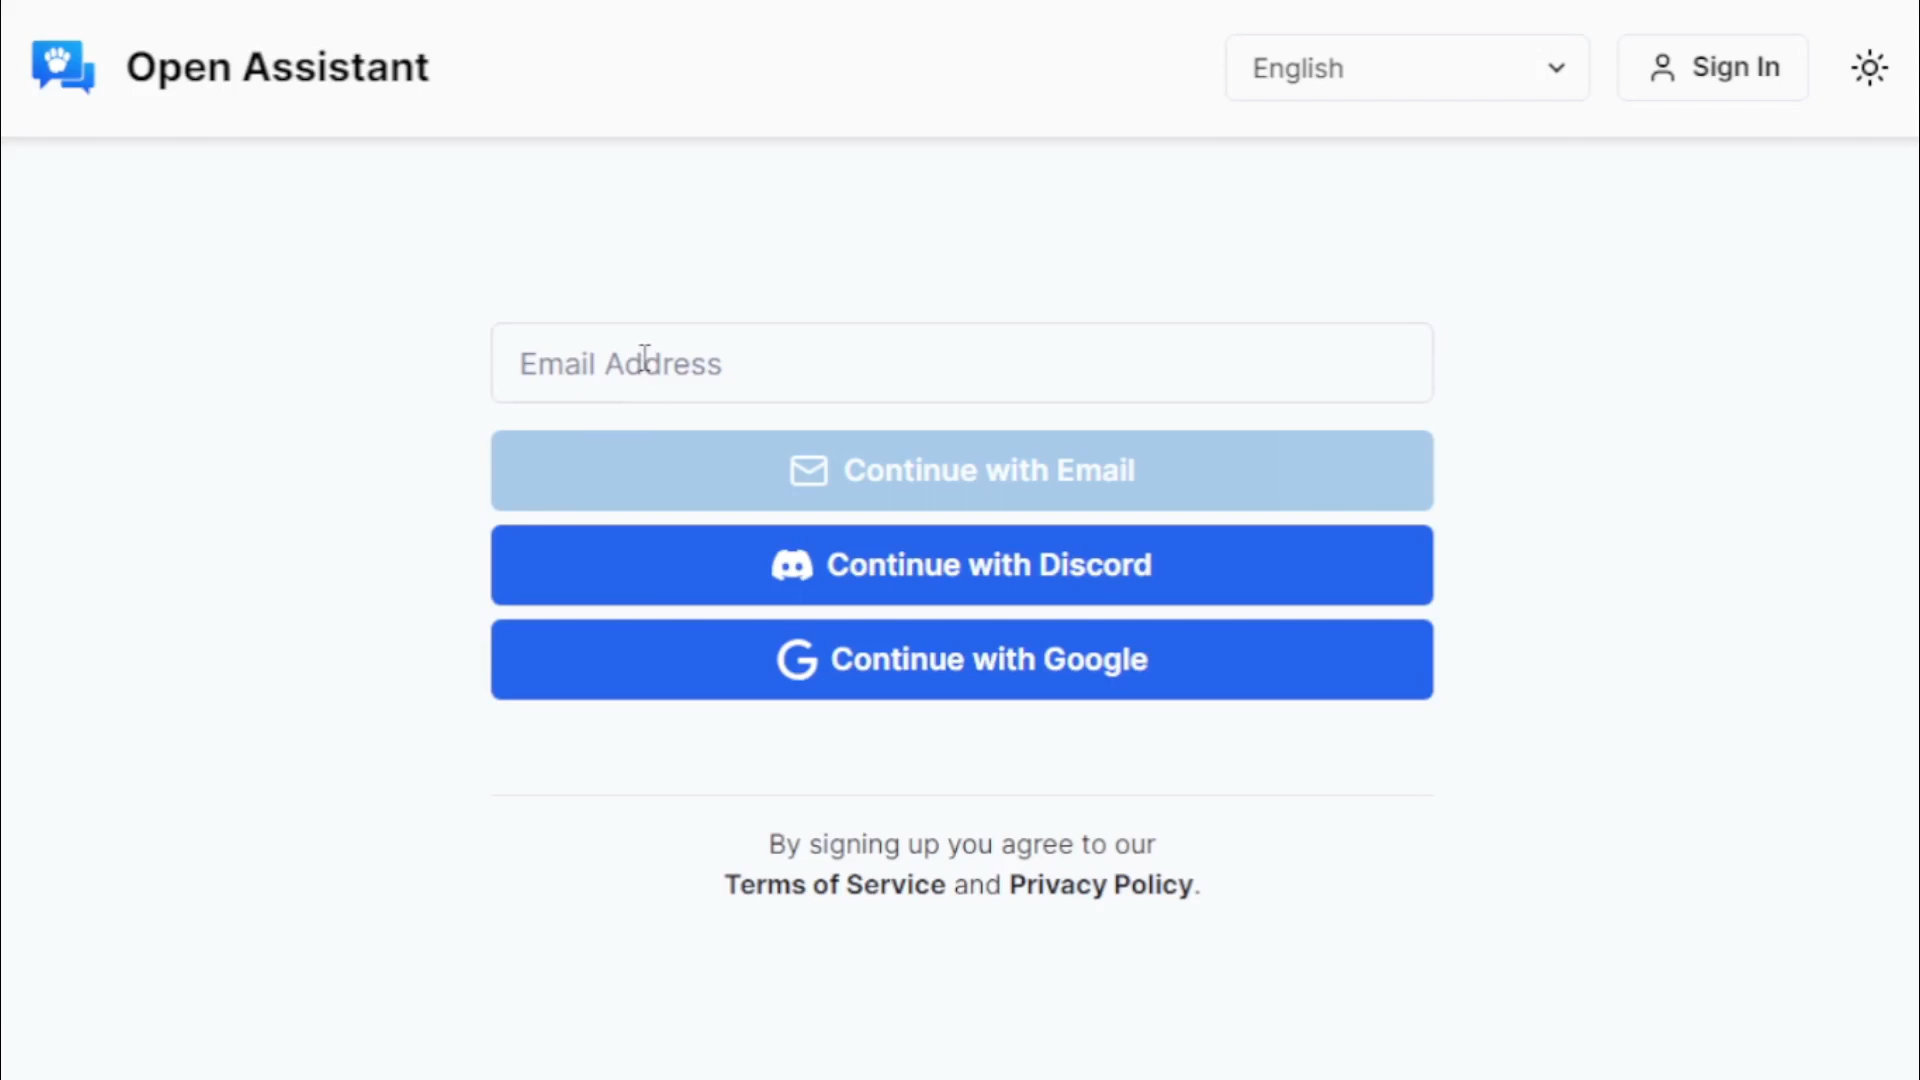 Open Assistant
English
Sign In
Email Address
Continue with Email
Continue with Discord
Continue with Google
By signing up you agree to our
Terms of Service and Privacy Policy.